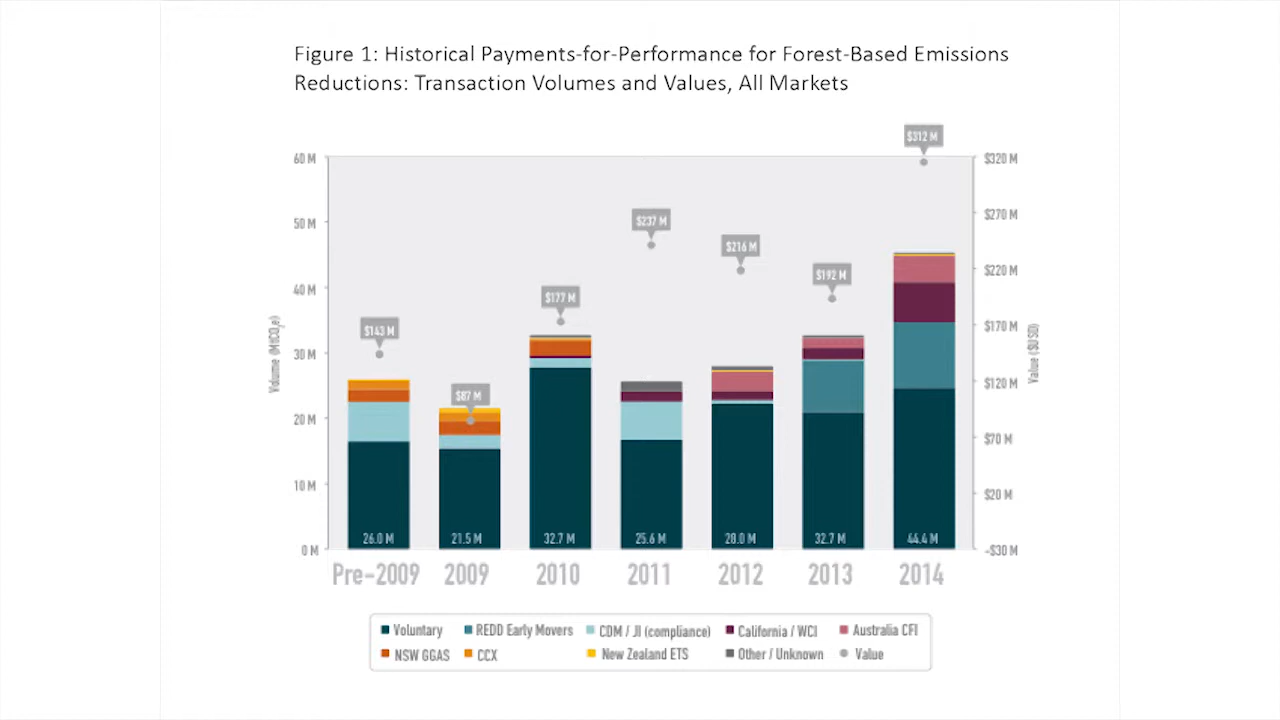 Figure 1: Historical Payments-for-Performance for Forest-Based Emissions
Reductions: Transaction Volumes and Values, All Markets
$312 M
60 M
$320 M
$237 M
50 M
$270 M
$216 M
$192 M
40 M
$220 M
$177 M
$143 M
30 M
$170 M
Volume (MtCO₂e)
Value ($USD)
$87 M
$120 M
20 M
$70 M
10 M
$20 M
26.0 M
21.5 M
32.7 M
25.6 M
28.0 M
32.7 M
44.4 M
0 M
-$30 M
Pre-2009
2009
2010
2011
2012
2013
2014
Voluntary
REDD Early Movers
CDM / JI (compliance)
California / WCI
Australia CFI
NSW GGAS
CCX
New Zealand ETS
Other / Unknown
Value